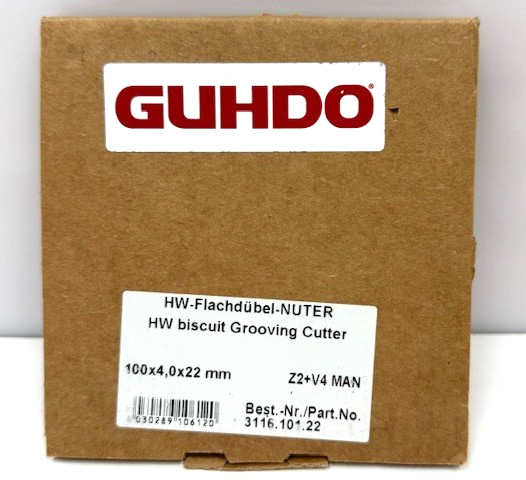 GUHDO®
HW-Flachdübel-NUTER
HW biscuit Grooving Cutter
100x4,0x22 mm Z2+V4 MAN
Best.-Nr./Part.No.
3116.101.22
030289 106120